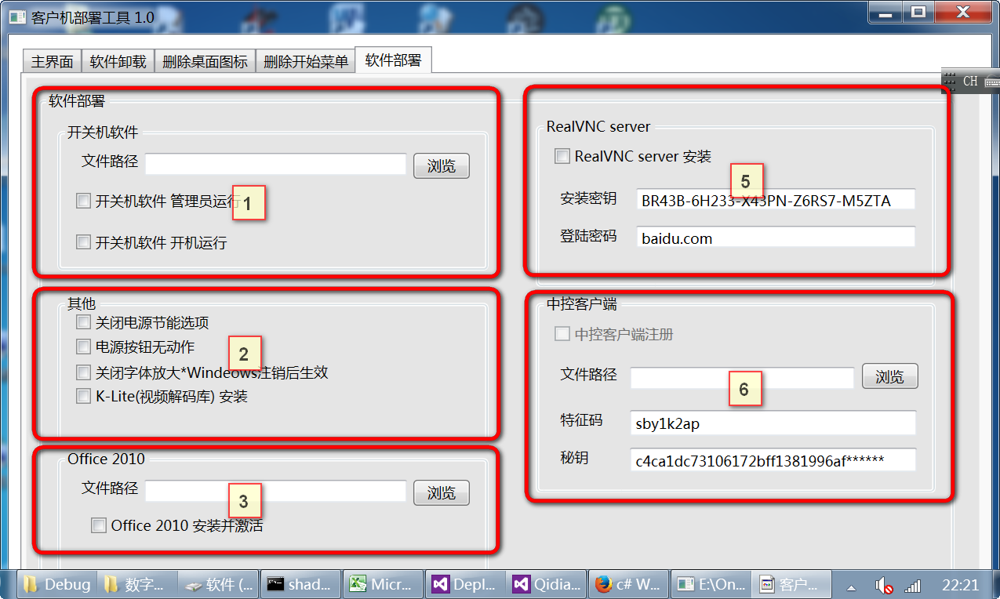 客户机部署工具 1.0
主界面 软件卸载 删除桌面图标 删除开始菜单 软件部署
CH
软件部署
开关机软件
文件路径 浏览
开关机软件 管理员运行
1
开关机软件 开机运行
其他
关闭电源节能选项
电源按钮无动作
2
关闭字体放大*Windeows注销后生效
K-Lite(视频解码库) 安装
Office 2010
文件路径 浏览
3
Office 2010 安装并激活
RealVNC server
RealVNC server 安装
5
安装密钥 BR43B-6H233-X43PN-Z6RS7-M5ZTA
登陆密码 baidu.com
中控客户端
中控客户端注册
文件路径 浏览
6
特征码 sby1k2ap
秘钥 c4ca1dc73106172bff1381996af******
Debug 数字... 软件 (... shad... Micr... Depl... Qidia... c# W... E:\On... 客户... 22:21